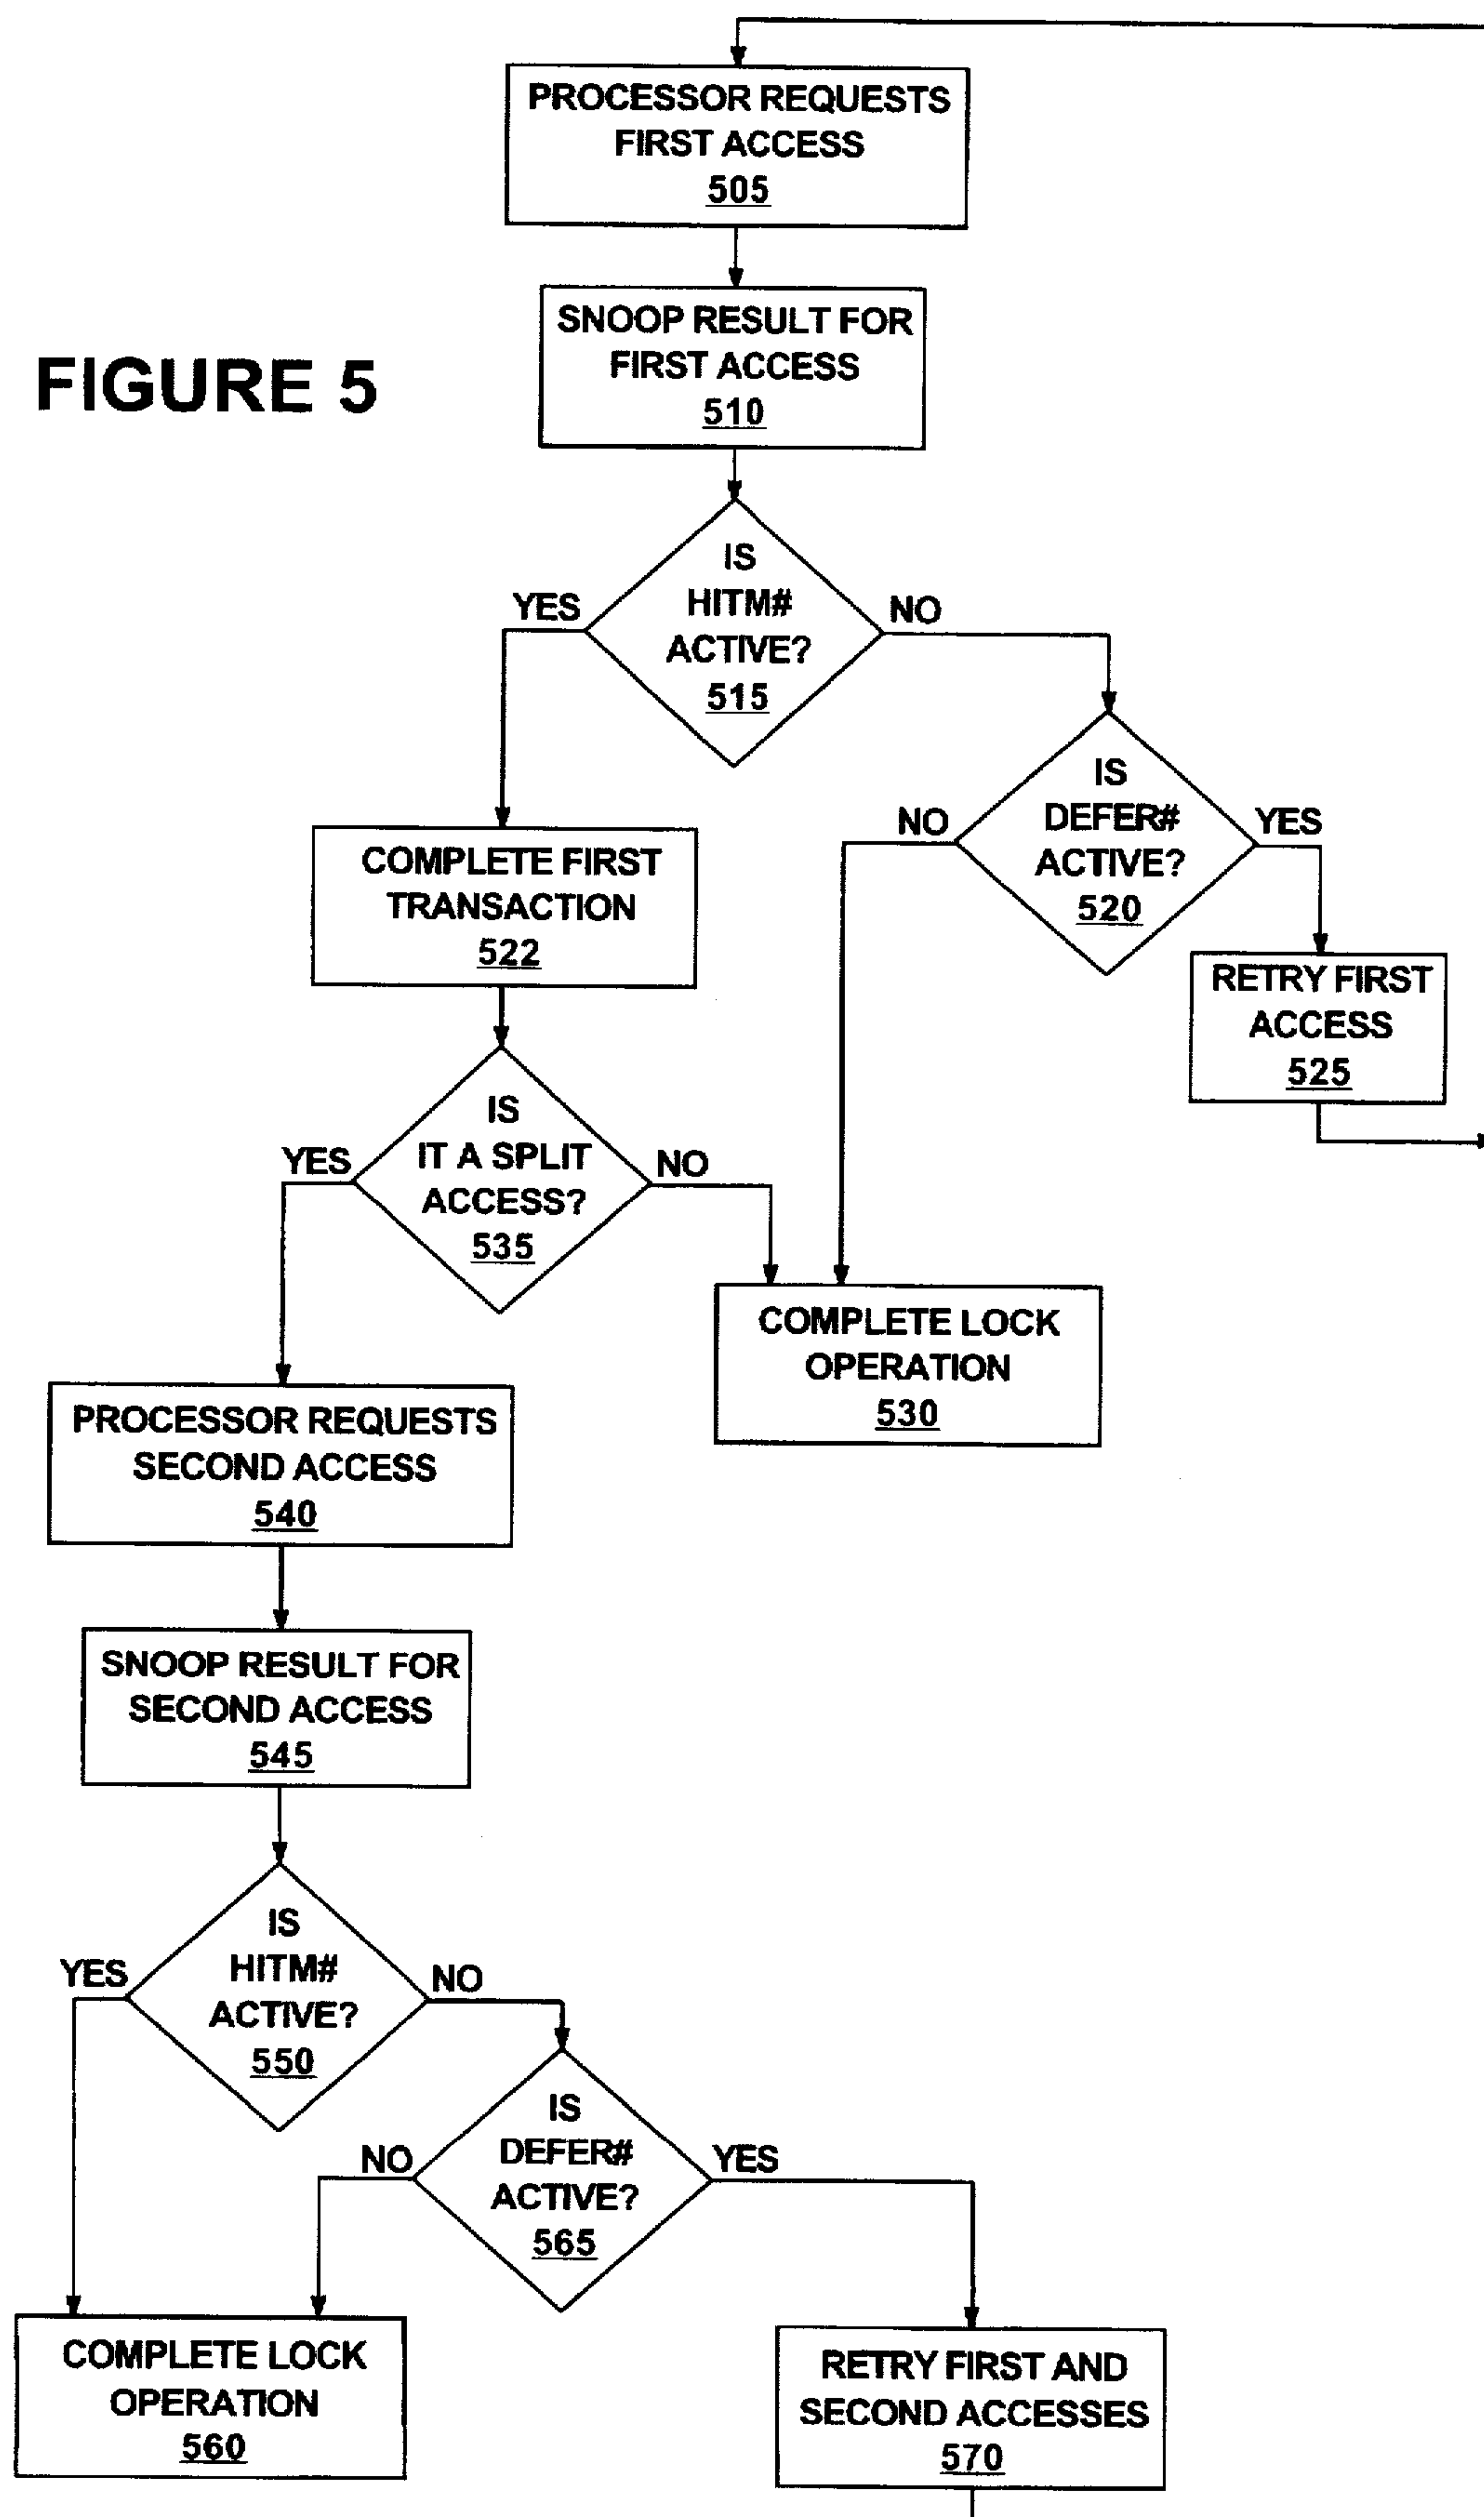 PROCESSOR REQUESTS
FIRST ACCESS
505
SNOOP RESULT FOR
FIRST ACCESS
510
FIGURE 5
IS
HITM#
ACTIVE?
515
YES
NO
IS
DEFER#
ACTIVE?
520
NO
YES
COMPLETE FIRST
TRANSACTION
522
RETRY FIRST
ACCESS
525
IS
IT A SPLIT
ACCESS?
535
YES
NO
COMPLETE LOCK
OPERATION
530
PROCESSOR REQUESTS
SECOND ACCESS
540
SNOOP RESULT FOR
SECOND ACCESS
545
IS
HITM#
ACTIVE?
550
YES
NO
IS
DEFER#
ACTIVE?
565
NO
YES
COMPLETE LOCK
OPERATION
560
RETRY FIRST AND
SECOND ACCESSES
570